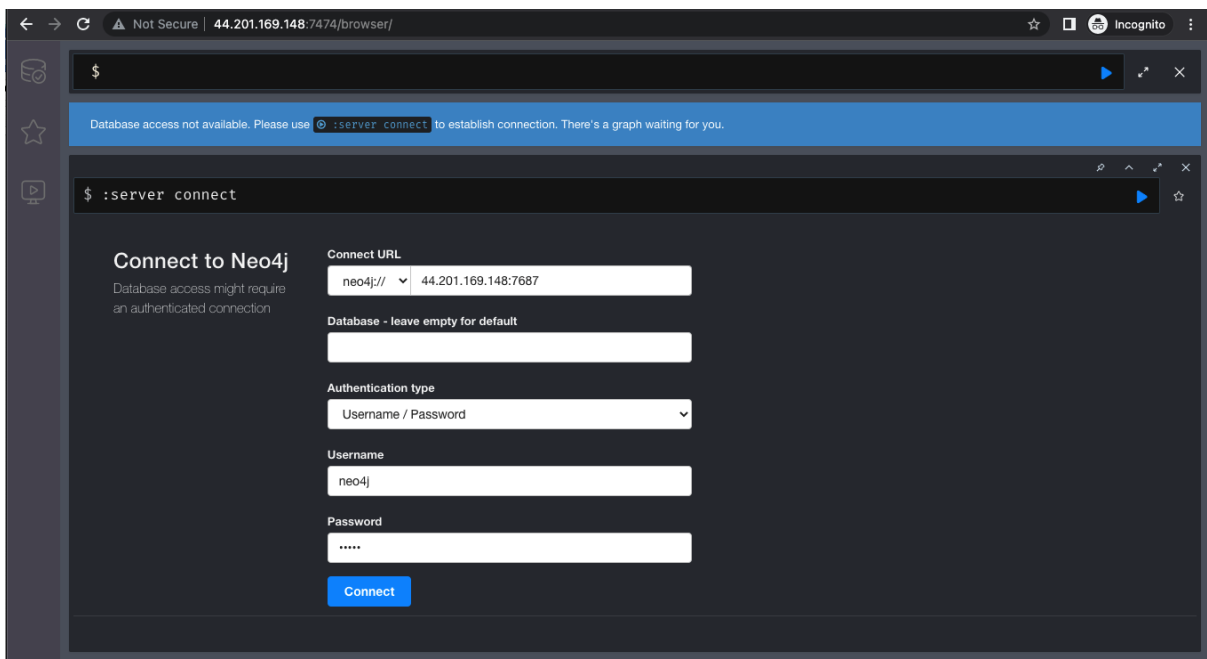 Not Secure | 44.201.169.148:7474/browser/ Incognito
$
Database access not available. Please use :server connect to establish connection. There's a graph waiting for you.
$ :server connect
Connect to Neo4j
Database access might require
an authenticated connection
Connect URL
neo4j:// 44.201.169.148:7687
Database - leave empty for default
Authentication type
Username / Password
Username
neo4j
Password
•••••
Connect